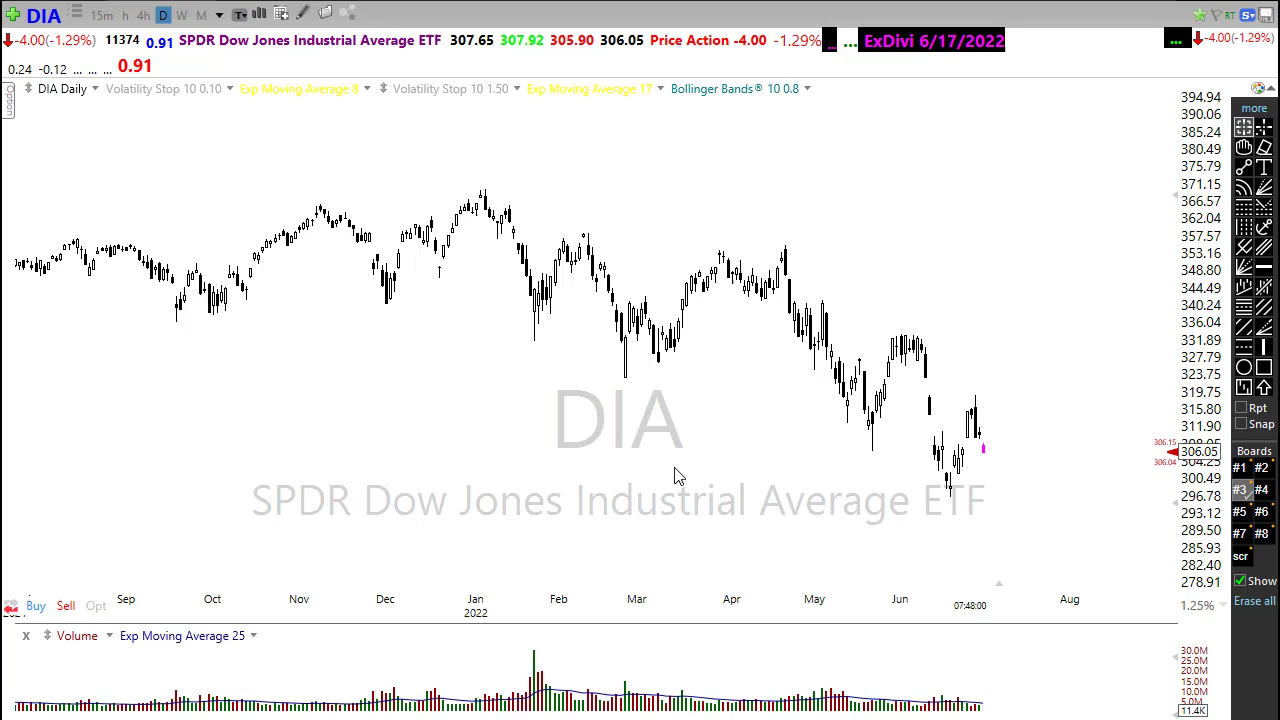 DIA 15m h 4h D W M T RT S
-4.00(-1.29%) 11374 0.91 SPDR Dow Jones Industrial Average ETF 307.65 307.92 305.90 306.05 Price Action -4.00 -1.29% ... ... ExDivi 6/17/2022 ... -4.00(-1.29%)
0.24 -0.12 ... ... ... 0.91
Option
DIA Daily Volatility Stop 10 0.10 Exp Moving Average 8 Volatility Stop 10 1.50 Exp Moving Average 17 Bollinger Bands® 10 0.8
394.94
390.06
385.24
380.49
375.79
371.15
366.57
362.04
357.57
353.16
348.80
344.49
340.24
336.04
331.89
327.79
323.75
319.75
315.80
311.90
306.15
306.05
306.04
304.25
300.49
296.78
293.12
289.50
285.93
282.40
278.91
DIA
SPDR Dow Jones Industrial Average ETF
Sep Oct Nov Dec Jan Feb Mar Apr May Jun Aug
2022
07:48:00
Buy Sell Opt
1.25%
X Volume Exp Moving Average 25
30.0M
25.0M
20.0M
15.0M
10.0M
5.0M
11.4K
more
T
Rpt
Snap
Boards
#1 #2
#3 #4
#5 #6
#7 #8
scr
Show
Erase all